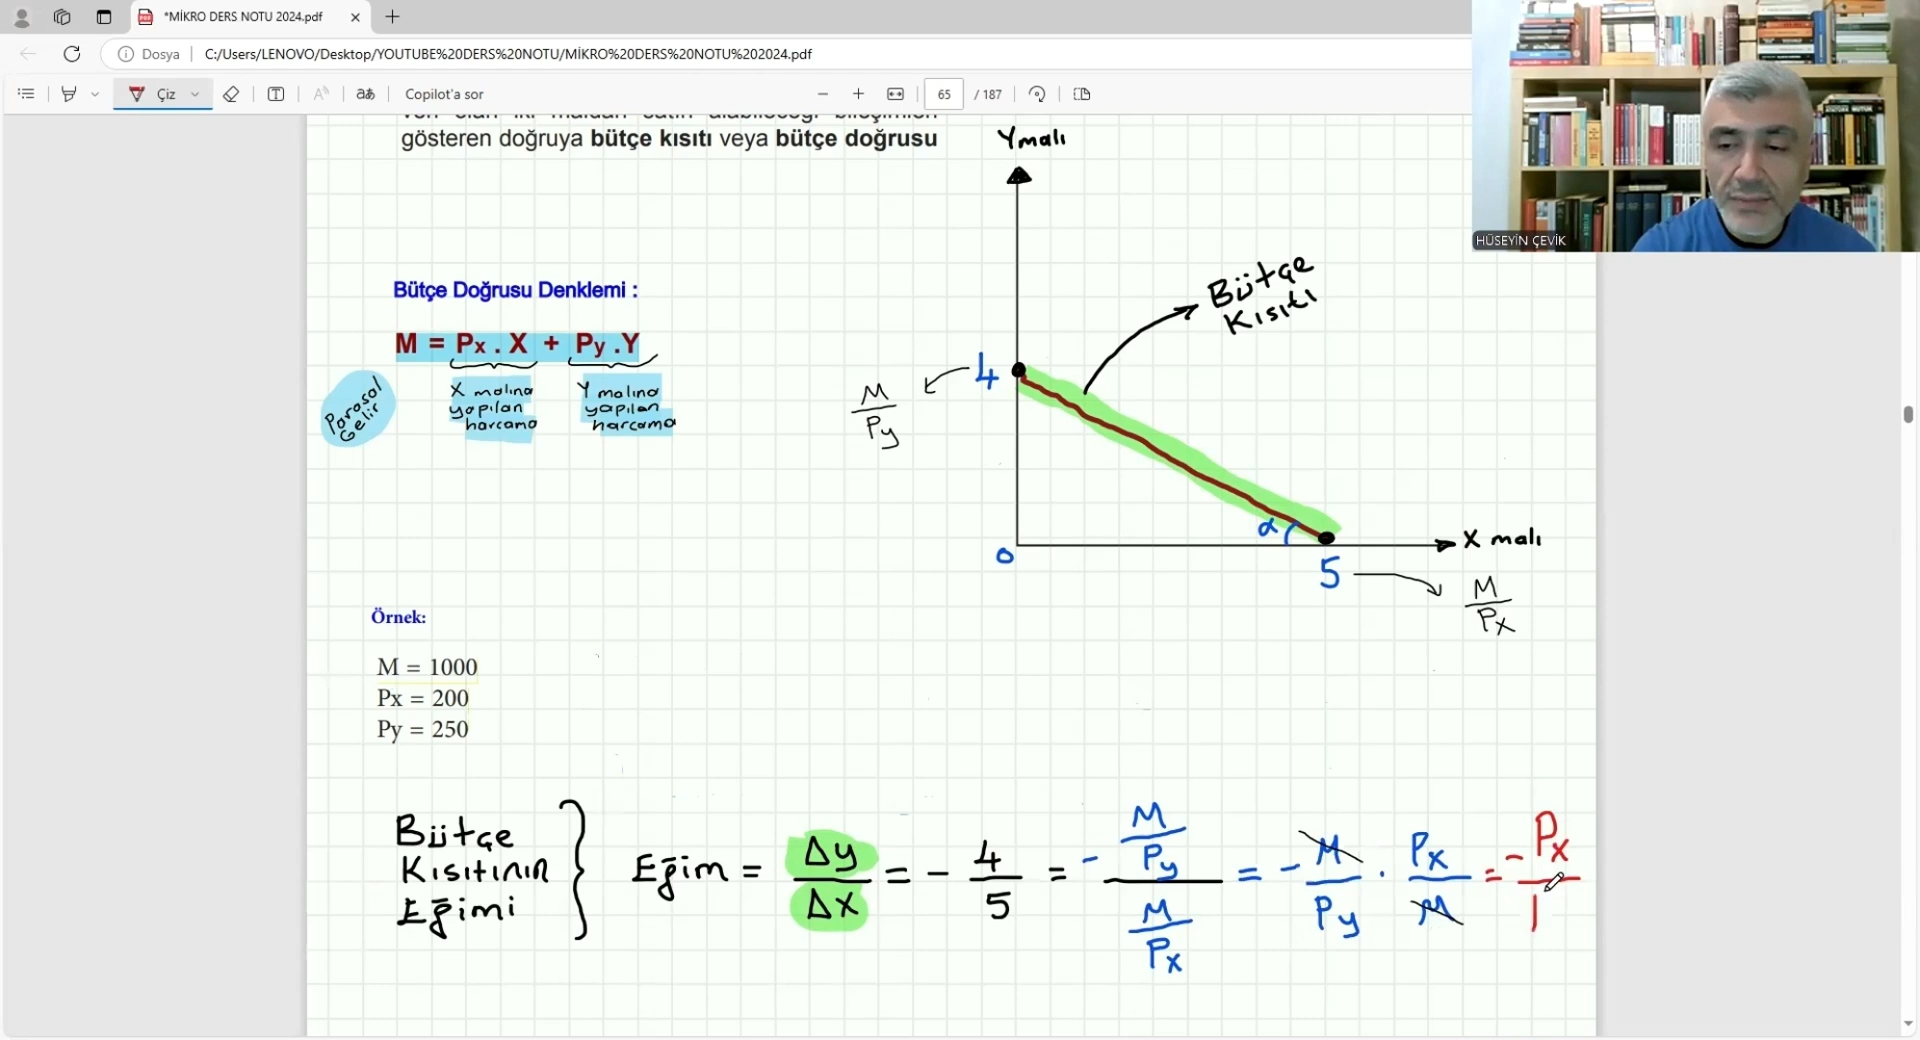 *MİKRO DERS NOTU 2024.pdf
Dosya
C:/Users/LENOVO/Desktop/YOUTUBE%20DERS%20NOTU/MİKRO%20DERS%20NOTU%202024.pdf
Çiz
aあ
Copilot'a sor
65 / 187
HÜSEYİN ÇEVİK
gösteren doğruya bütçe kısıtı veya bütçe doğrusu
Y malı
Bütçe Doğrusu Denklemi :
M = Px . X + Py .Y
Parasal
Gelir
X malına
yapılan
harcama
Y malına
yapılan
harcama
Bütçe
Kısıtı
4
M
Py
α
0
5
X malı
M
Px
Örnek:
M = 1000
Px = 200
Py = 250
Bütçe
Kısıtının
Eğimi
Eğim = Δy/Δx = - 4/5 = - (M/Py)/(M/Px) = - M/Py . Px/M = - Px/